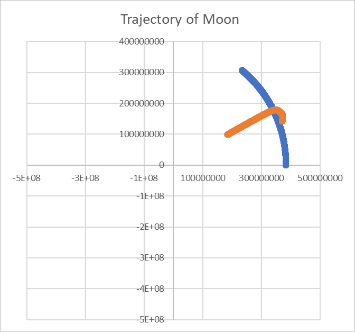 Trajectory of Moon
400000000
300000000
200000000
100000000
0
-5E+08 -3E+08 -1E+08 100000000 300000000 500000000
-1E+08
-2E+08
-3E+08
-4E+08
-5E+08